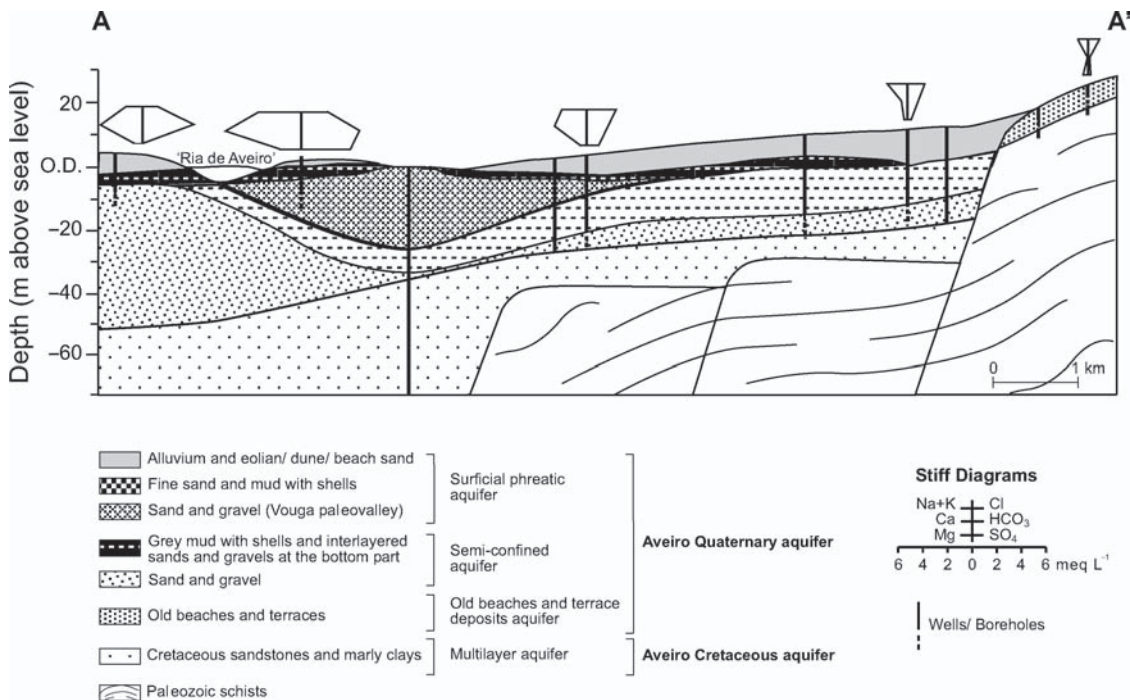 A
A'
Depth (m above sea level)
20
O.D.
−20
−40
−60
'Ria de Aveiro'
0 1 km
Alluvium and eolian/ dune/ beach sand
Fine sand and mud with shells
Sand and gravel (Vouga paleovalley)
Surficial phreatic
aquifer
Grey mud with shells and interlayered
sands and gravels at the bottom part
Sand and gravel
Semi-confined
aquifer
Old beaches and terraces
Old beaches and terrace
deposits aquifer
Aveiro Quaternary aquifer
Cretaceous sandstones and marly clays
Multilayer aquifer
Aveiro Cretaceous aquifer
Paleozoic schists
Stiff Diagrams
Na+K Cl
Ca HCO₃
Mg SO₄
6 4 2 0 2 4 6 meq L⁻¹
Wells/ Boreholes